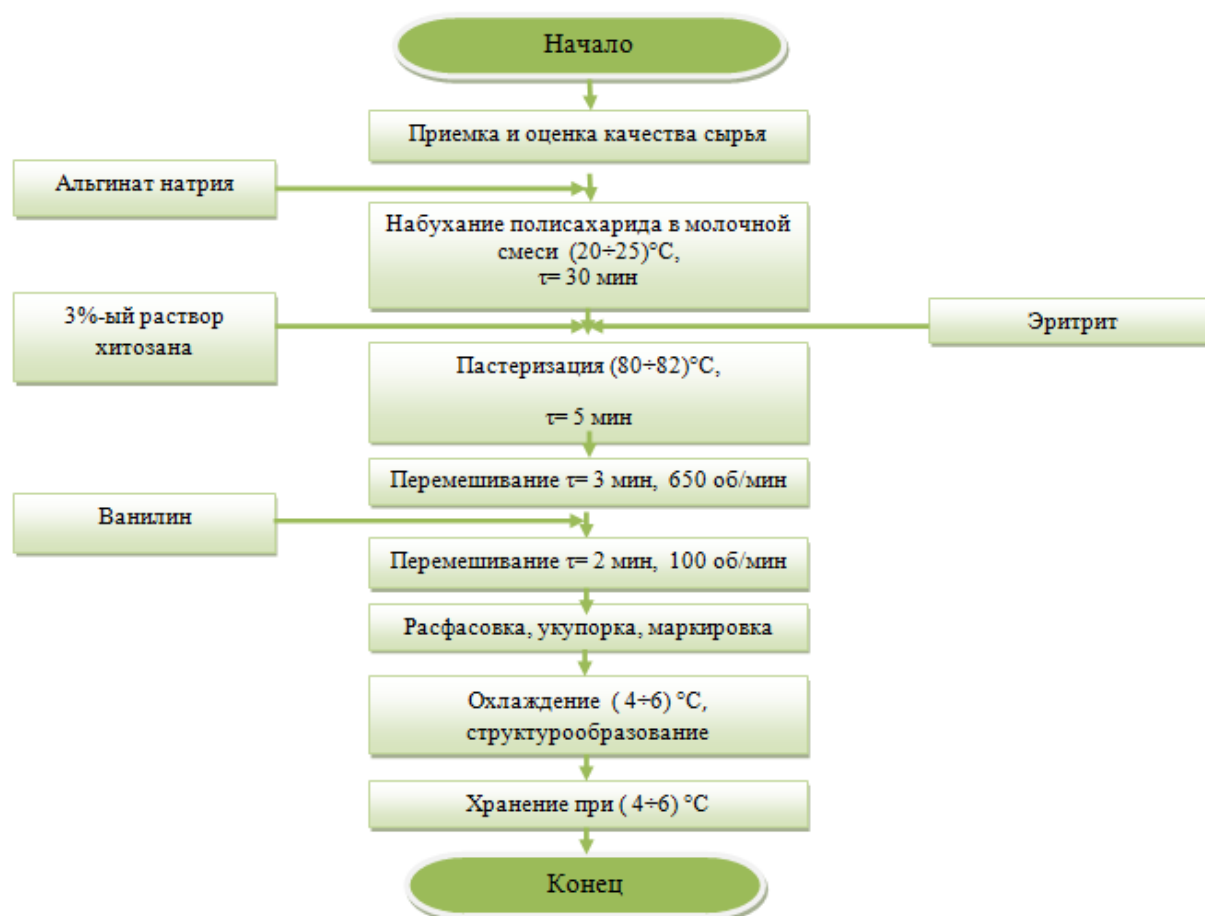 Начало
Приемка и оценка качества сырья
Альгинат натрия
Набухание полисахарида в молочной
смеси (20÷25)°С,
τ= 30 мин
3%-ый раствор
хитозана
Эритрит
Пастеризация (80÷82)°С,
τ= 5 мин
Перемешивание τ= 3 мин, 650 об/мин
Ванилин
Перемешивание τ= 2 мин, 100 об/мин
Расфасовка, укупорка, маркировка
Охлаждение ( 4÷6) °С,
структурообразование
Хранение при ( 4÷6) °С
Конец